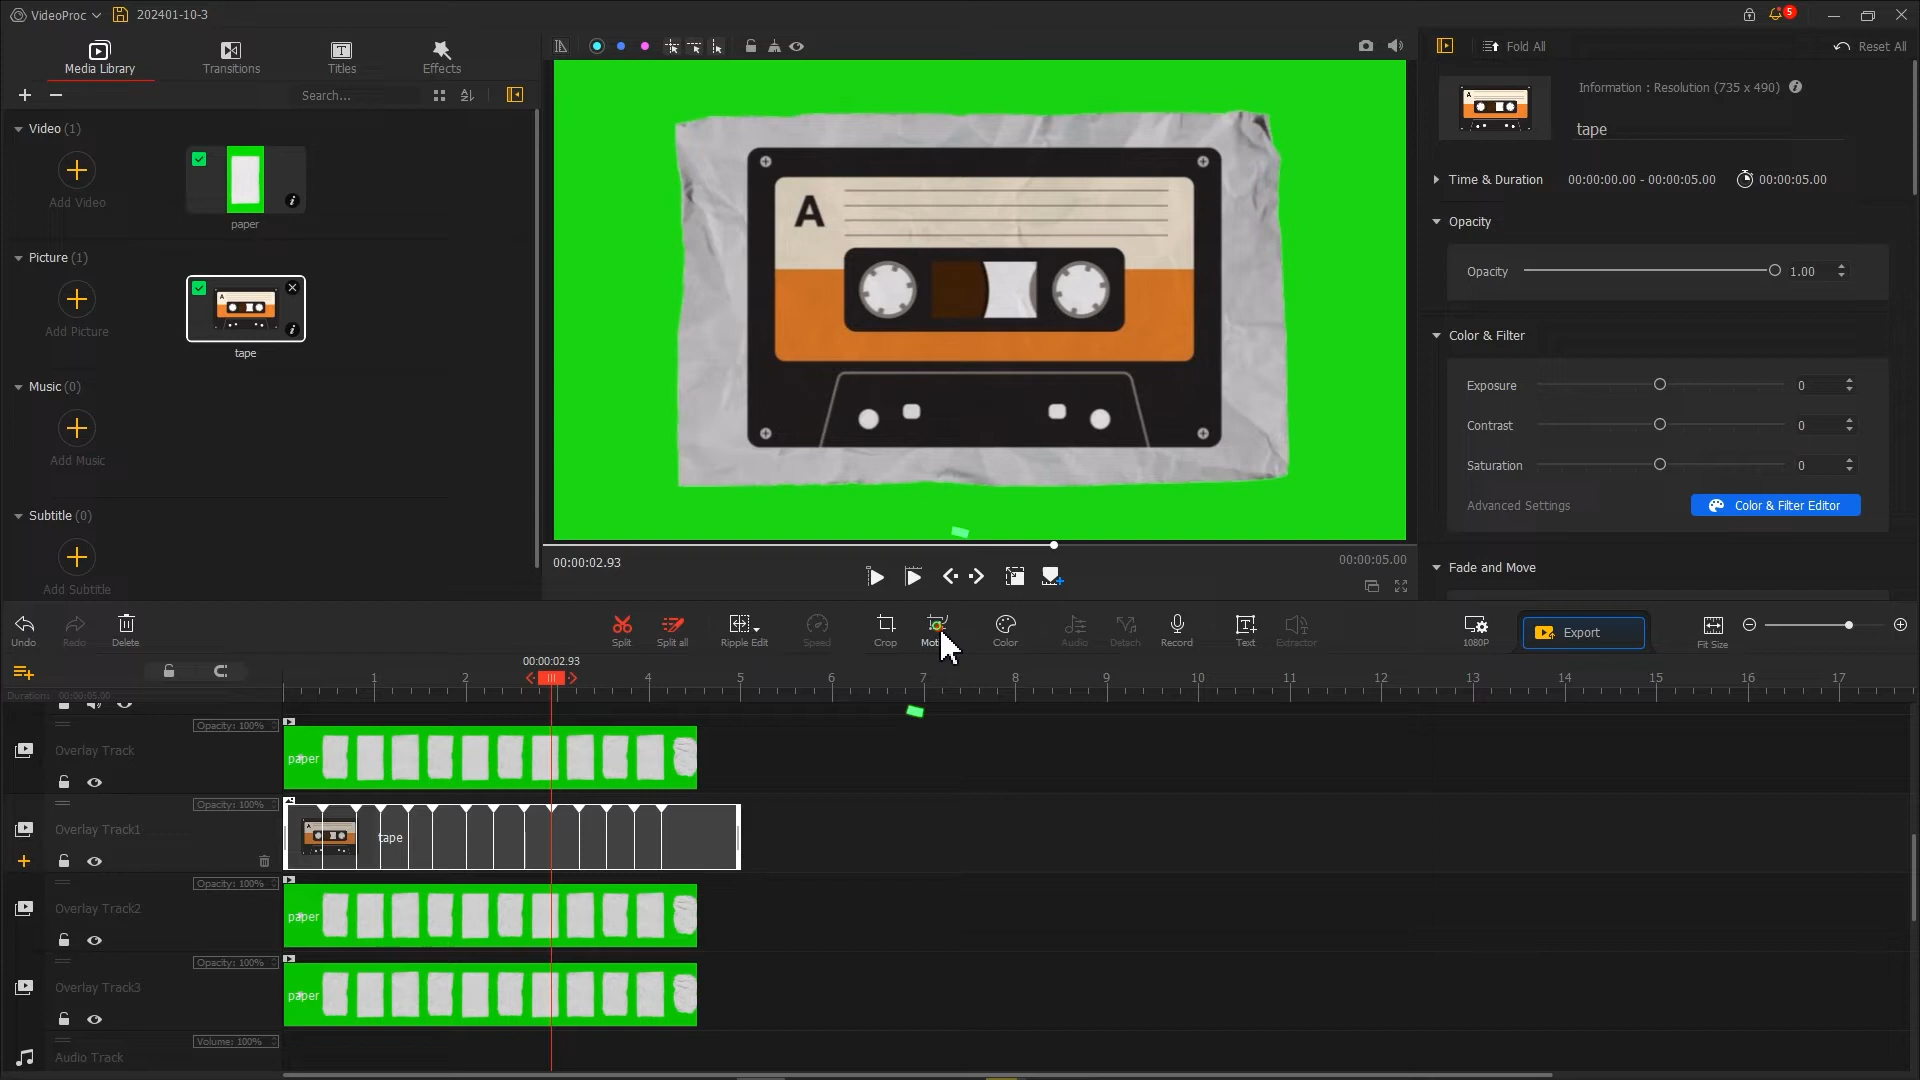 VideoProc
202401-10-3
5
Media Library
Transitions
Titles
Effects
Search...
Video (1)
Add Video
paper
Picture (1)
Add Picture
A
tape
Music (0)
Add Music
Subtitle (0)
Add Subtitle
A
00:00:02.93
00:00:05.00
Fold All
Reset All
A
Information : Resolution (735 x 490)
tape
Time & Duration
00:00:00.00 - 00:00:05.00
00:00:05.00
Opacity
Opacity
1.00
Color & Filter
Exposure
0
Contrast
0
Saturation
0
Advanced Settings
Color & Filter Editor
Fade and Move
Undo
Redo
Delete
Split
Split all
Ripple Edit
Speed
Crop
Mot
Color
Audio
Detach
Record
Text
Extractor
1080P
Export
Fit Size
00:00:02.93
Duration: 00:00:05.00
1
2
4
5
6
7
8
9
10
11
12
13
14
15
16
17
Overlay Track
Opacity: 100%
paper
Overlay Track1
Opacity: 100%
A
tape
Overlay Track2
Opacity: 100%
paper
Overlay Track3
Opacity: 100%
paper
Audio Track
Volume: 100%